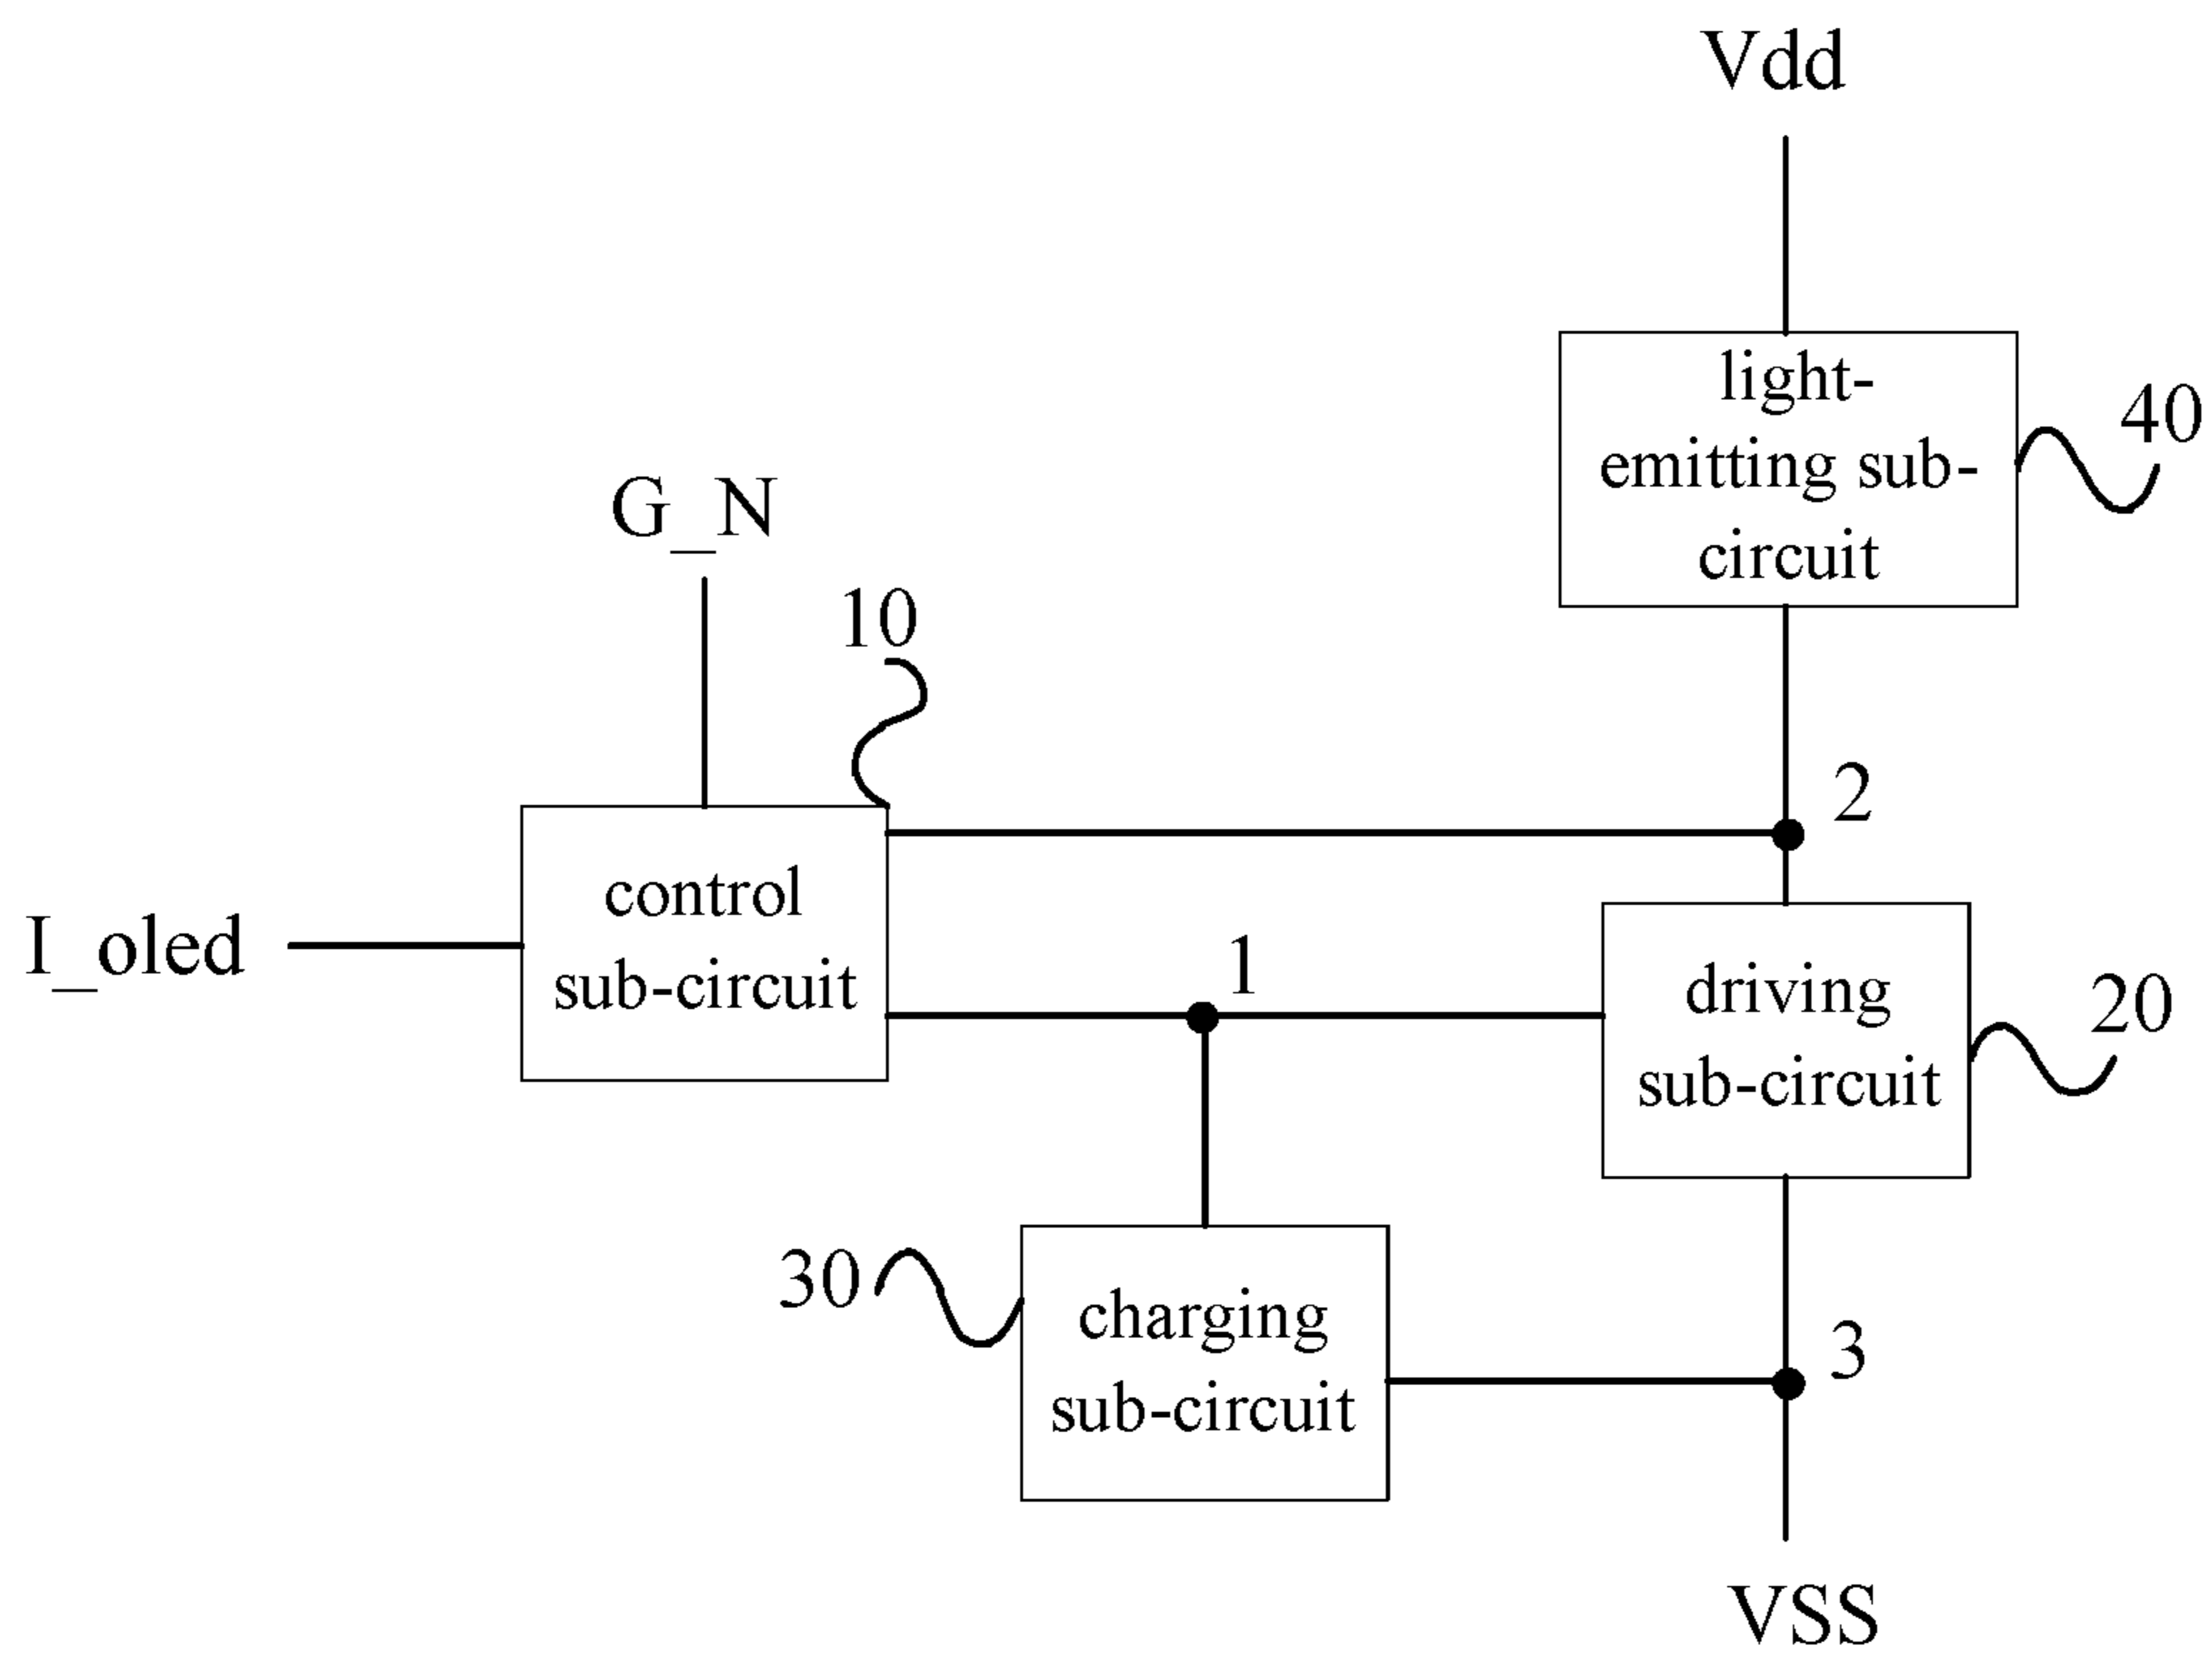 Vdd
light-
emitting sub-
circuit
40
G_N
10
2
control
sub-circuit
I_oled
1
driving
sub-circuit
20
30
charging
sub-circuit
3
VSS